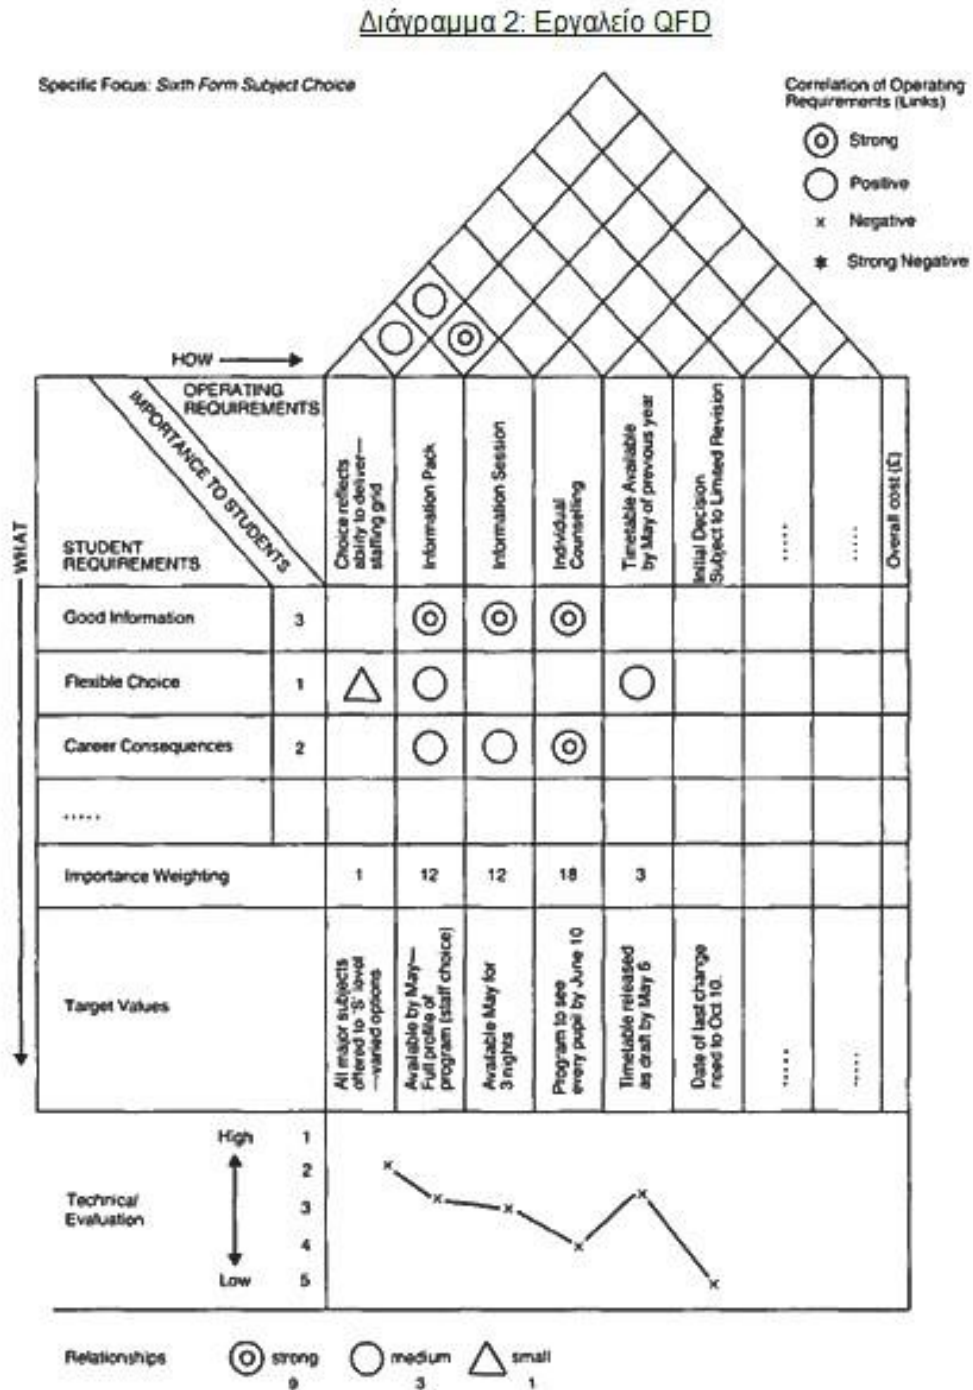 Διάγραμμα 2: Εργαλείο QFD
Specific Focus: Sixth Form Subject Choice
Correlation of Operating
Requirements (Links)
Strong
Positive
x Negative
* Strong Negative
HOW
OPERATING
REQUIREMENTS
IMPORTANCE TO STUDENTS
STUDENT
REQUIREMENTS
WHAT
Choice reflects
ability to deliver—
staffing grid
Information Pack
Information Session
Individual
Counselling
Timetable Available
by May of previous year
Initial Decision
Subject to Limited Revision
.....
.....
Overall cost (£)
Good Information 3
Flexible Choice 1
Career Consequences 2
.....
Importance Weighting 1 12 12 18 3
Target Values
All major subjects
offered to 'S' level
—varied options
Available by May—
Full profile of
program (staff choice)
Available May for
3 nights
Program to see
every pupil by June 10
Timetable released
as draft by May 6
Date of last change
need to Oct 10.
.....
.....
Technical
Evaluation
High 1
2
3
4
Low 5
Relationships strong medium small
9 3 1